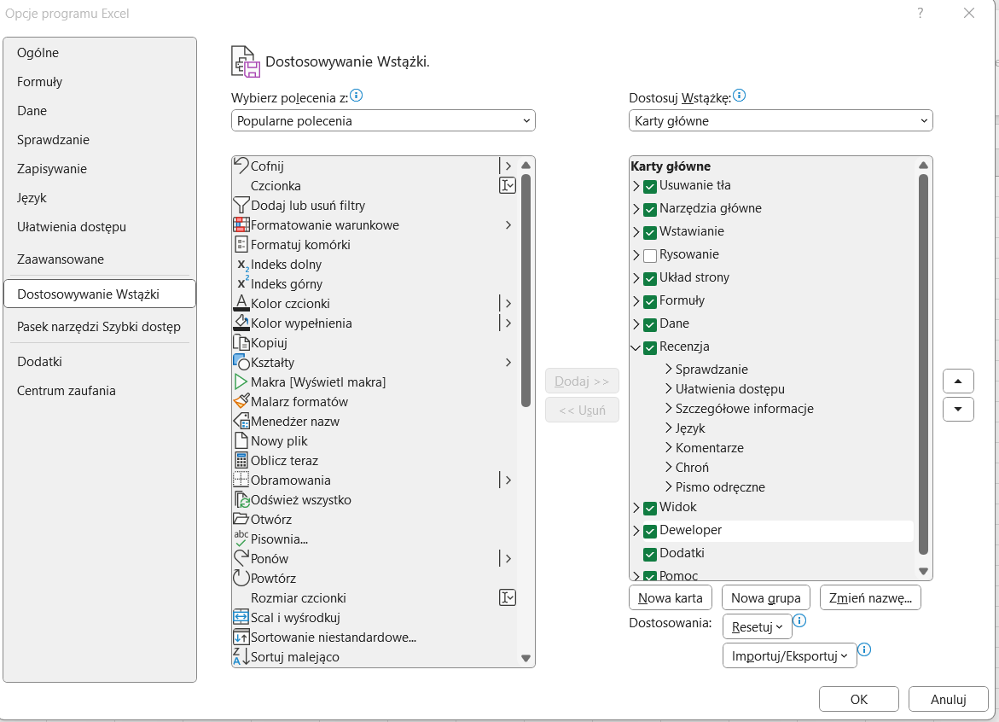 Opcje programu Excel
?
Ogólne
Formuły
Dane
Sprawdzanie
Zapisywanie
Język
Ułatwienia dostępu
Zaawansowane
Dostosowywanie Wstążki
Pasek narzędzi Szybki dostęp
Dodatki
Centrum zaufania
Dostosowywanie Wstążki.
Wybierz polecenia z:
Popularne polecenia
Cofnij
Czcionka
Dodaj lub usuń filtry
Formatowanie warunkowe
Formatuj komórki
Indeks dolny
Indeks górny
Kolor czcionki
Kolor wypełnienia
Kopiuj
Kształty
Makra [Wyświetl makra]
Malarz formatów
Menedżer nazw
Nowy plik
Oblicz teraz
Obramowania
Odśwież wszystko
Otwórz
Pisownia...
Ponów
Powtórz
Rozmiar czcionki
Scal i wyśrodkuj
Sortowanie niestandardowe...
Sortuj malejąco
Dodaj >>
<< Usuń
Dostosuj Wstążkę:
Karty główne
Karty główne
Usuwanie tła
Narzędzia główne
Wstawianie
Rysowanie
Układ strony
Formuły
Dane
Recenzja
Sprawdzanie
Ułatwienia dostępu
Szczegółowe informacje
Język
Komentarze
Chroń
Pismo odręczne
Widok
Deweloper
Dodatki
Pomoc
Nowa karta
Nowa grupa
Zmień nazwę...
Dostosowania:
Resetuj
Importuj/Eksportuj
OK
Anuluj